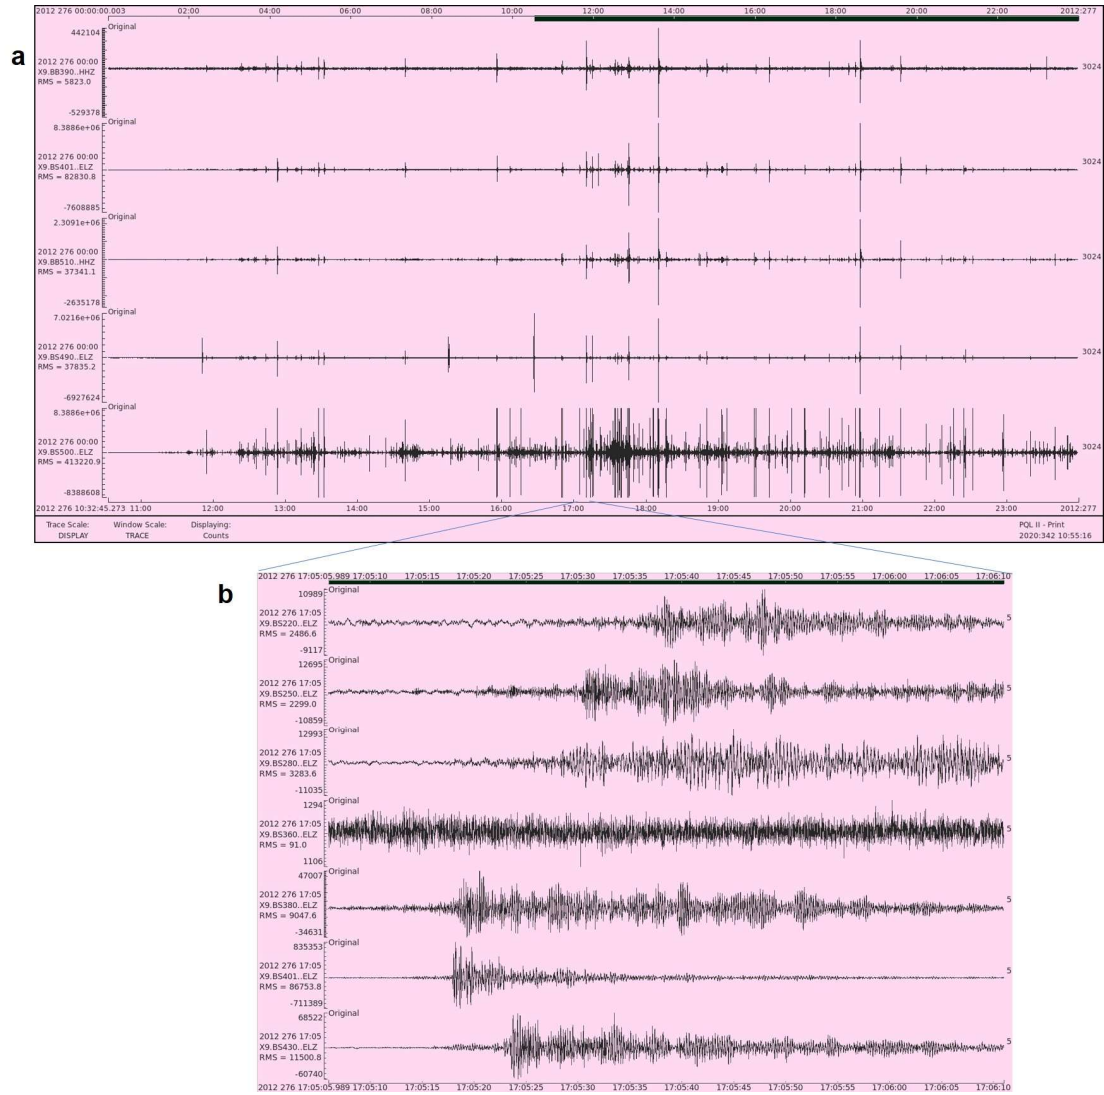 2012 276 00:00:00.003 02:00 04:00 06:00 08:00 10:00 12:00 14:00 16:00 18:00 20:00 22:00 2012:277
a
Original
442104
2012 276 00:00
X9.BB390..HHZ
RMS = 5823.0
-529378
3024
Original
8.3886e+06
2012 276 00:00
X9.BS401..ELZ
RMS = 82830.8
-7608885
3024
Original
2.3091e+06
2012 276 00:00
X9.BB510..HHZ
RMS = 37341.1
-2635178
3024
Original
7.0216e+06
2012 276 00:00
X9.BS490..ELZ
RMS = 37835.2
-6927624
3024
Original
8.3886e+06
2012 276 00:00
X9.BS500..ELZ
RMS = 413220.9
-8388608
3024
2012 276 10:32:45.273 11:00 12:00 13:00 14:00 15:00 16:00 17:00 18:00 19:00 20:00 21:00 22:00 23:00 2012:277
Trace Scale: Window Scale: Displaying: PQL II - Print
DISPLAY TRACE Counts 2020:342 10:55:16
b
2012 276 17:05:05.989 17:05:10 17:05:15 17:05:20 17:05:25 17:05:30 17:05:35 17:05:40 17:05:45 17:05:50 17:05:55 17:06:00 17:06:05 17:06:10
Original
10989
2012 276 17:05
X9.BS220..ELZ
RMS = 2486.6
-9117
5
Original
12695
2012 276 17:05
X9.BS250..ELZ
RMS = 2299.0
-10859
5
Original
12993
2012 276 17:05
X9.BS280..ELZ
RMS = 3283.6
-11035
5
Original
1294
2012 276 17:05
X9.BS360..ELZ
RMS = 91.0
1106
5
Original
47007
2012 276 17:05
X9.BS380..ELZ
RMS = 9047.6
-34631
5
Original
835353
2012 276 17:05
X9.BS401..ELZ
RMS = 86753.8
-711389
5
Original
68522
2012 276 17:05
X9.BS430..ELZ
RMS = 11500.8
-60740
5
2012 276 17:05:05.989 17:05:10 17:05:15 17:05:20 17:05:25 17:05:30 17:05:35 17:05:40 17:05:45 17:05:50 17:05:55 17:06:00 17:06:05 17:06:10